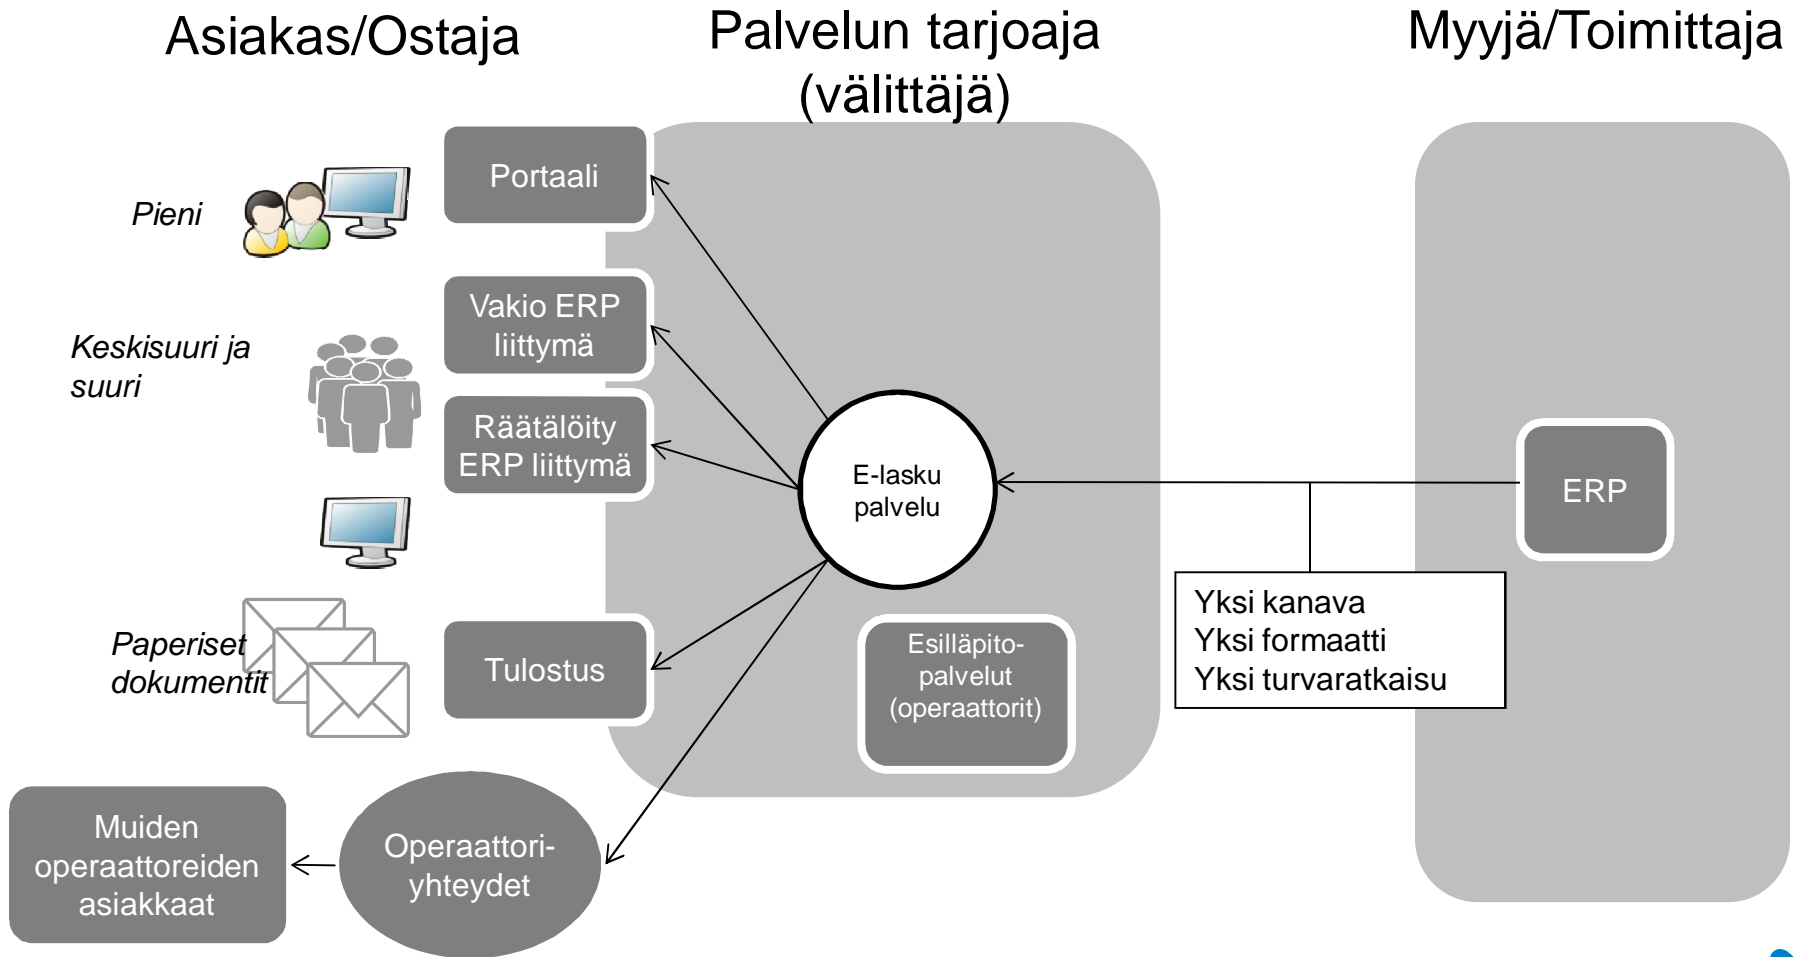 Asiakas/Ostaja
Palvelun tarjoaja
(välittäjä)
Myyjä/Toimittaja
Pieni
Portaali
Keskisuuri ja
suuri
Vakio ERP
liittymä
Räätälöity
ERP liittymä
E-lasku
palvelu
ERP
Yksi kanava
Yksi formaatti
Yksi turvaratkaisu
Paperiset
dokumentit
Tulostus
Esilläpito-
palvelut
(operaattorit)
Muiden
operaattoreiden
asiakkaat
Operaattori-
yhteydet